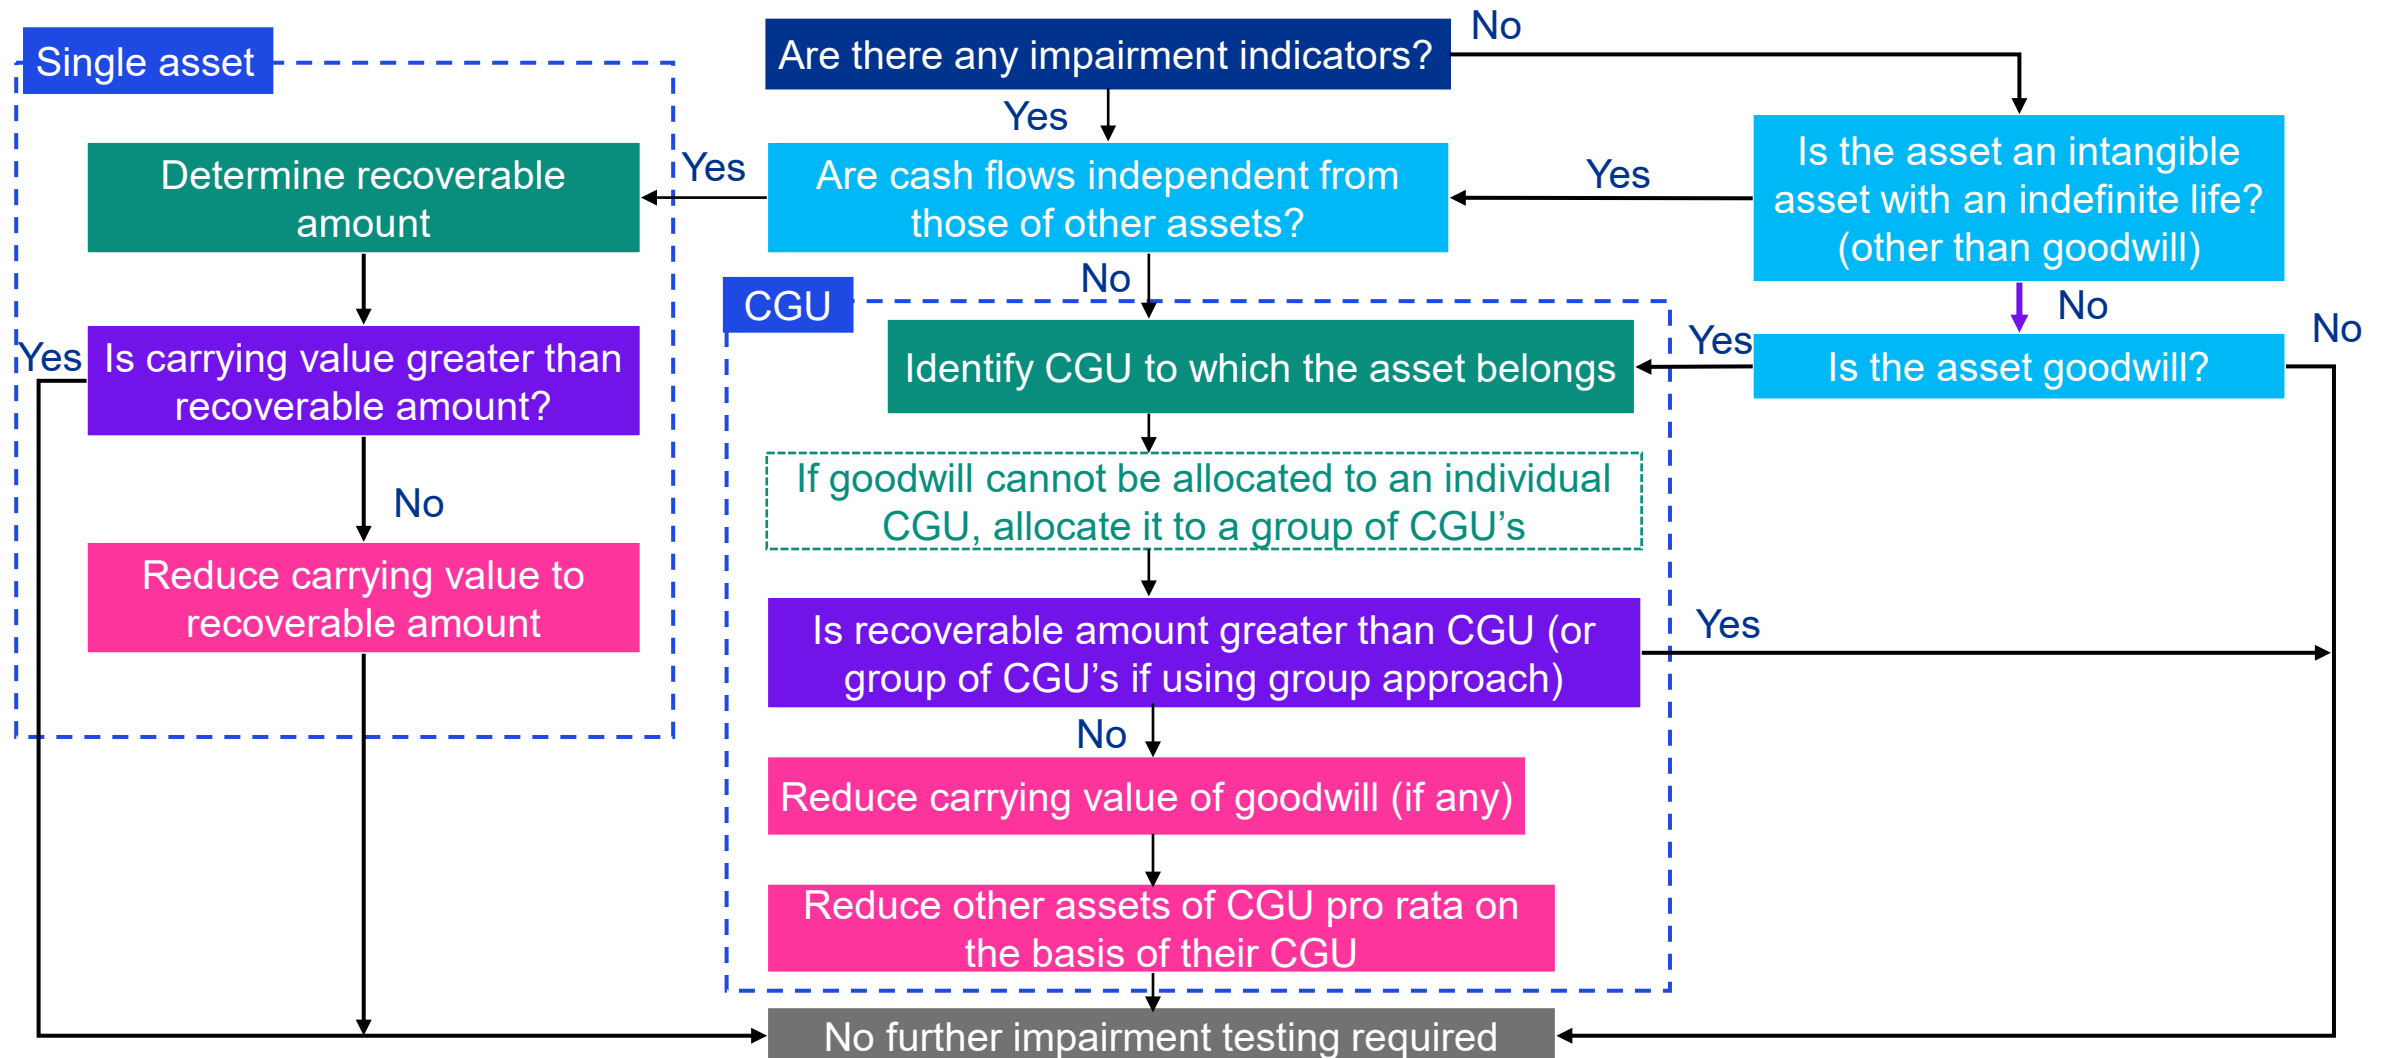 Are there any impairment indicators?
No
Single asset
Yes
Determine recoverable
amount
Yes
Are cash flows independent from
those of other assets?
Yes
Is the asset an intangible
asset with an indefinite life?
(other than goodwill)
No
CGU
No
No
Yes
Is carrying value greater than
recoverable amount?
Identify CGU to which the asset belongs
Yes
Is the asset goodwill?
No
If goodwill cannot be allocated to an individual
CGU, allocate it to a group of CGU’s
Reduce carrying value to
recoverable amount
Is recoverable amount greater than CGU (or
group of CGU’s if using group approach)
Yes
No
Reduce carrying value of goodwill (if any)
Reduce other assets of CGU pro rata on
the basis of their CGU
No further impairment testing required